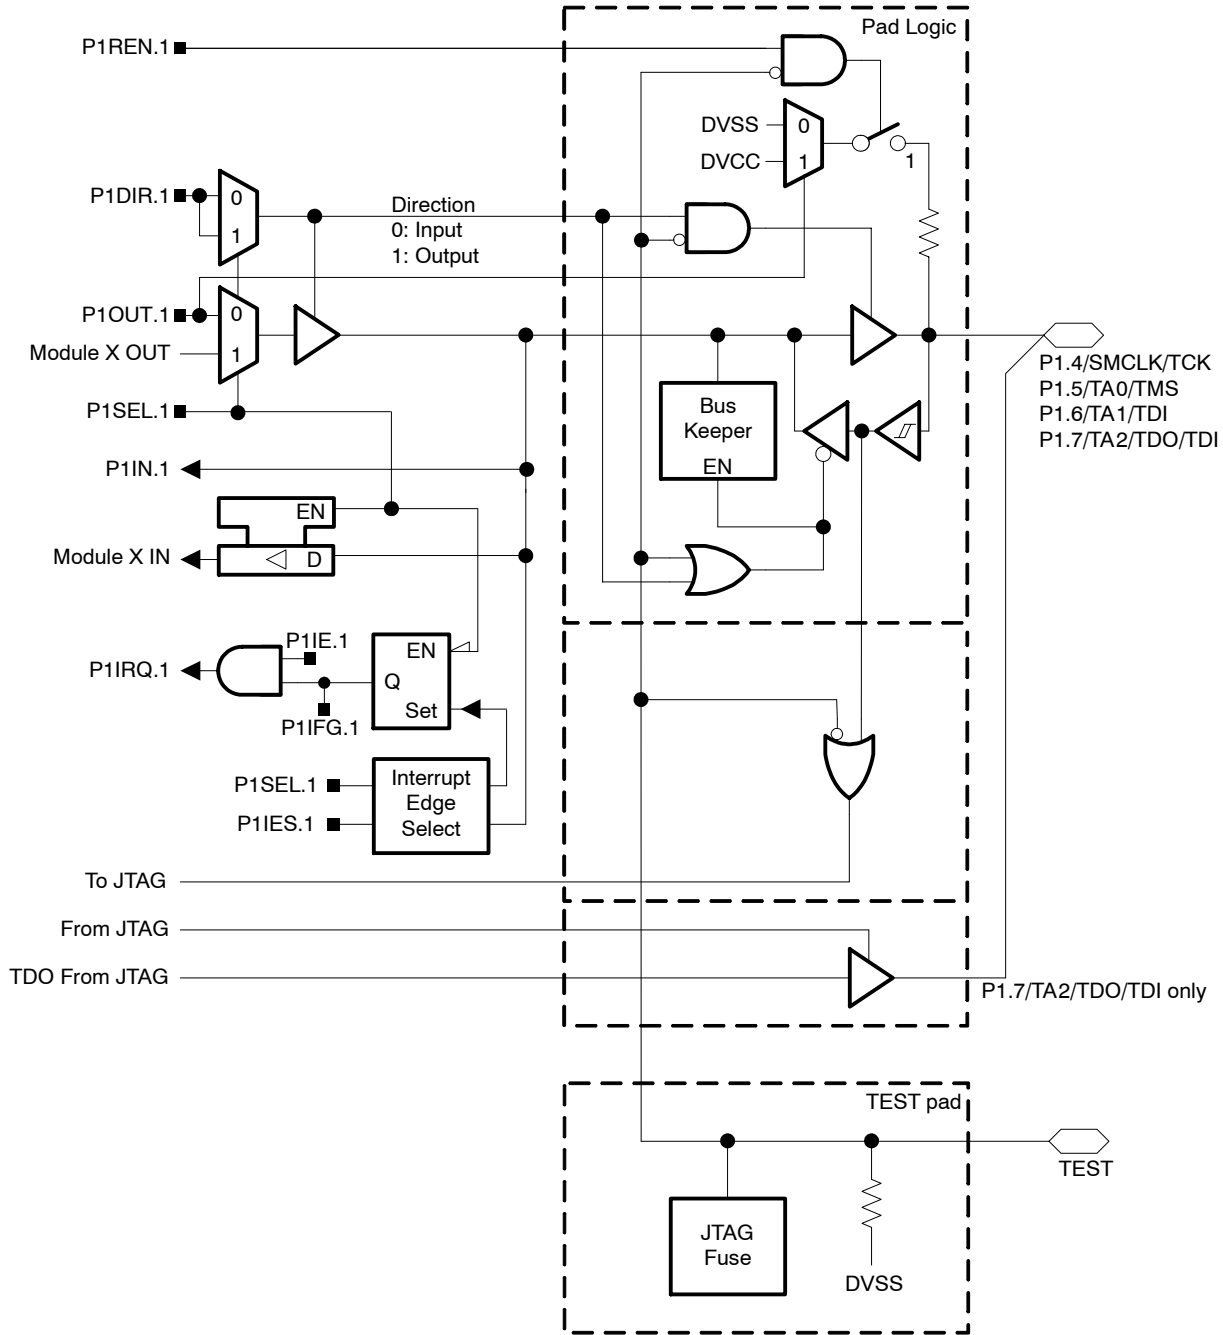 Pad Logic
P1REN.1
DVSS
0
DVCC
1
1
P1DIR.1
0
1
Direction
0: Input
1: Output
P1OUT.1
0
Module X OUT
1
P1.4/SMCLK/TCK
P1.5/TA0/TMS
P1.6/TA1/TDI
P1.7/TA2/TDO/TDI
P1SEL.1
Bus
Keeper
EN
P1IN.1
EN
Module X IN
D
P1IE.1
P1IRQ.1
EN
Q
Set
P1IFG.1
P1SEL.1
P1IES.1
Interrupt
Edge
Select
To JTAG
From JTAG
TDO From JTAG
P1.7/TA2/TDO/TDI only
TEST pad
TEST
JTAG
Fuse
DVSS